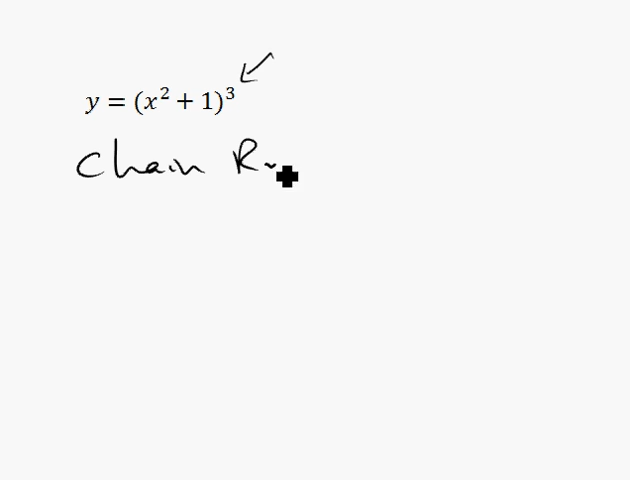 y = (x² + 1)³
Chain R